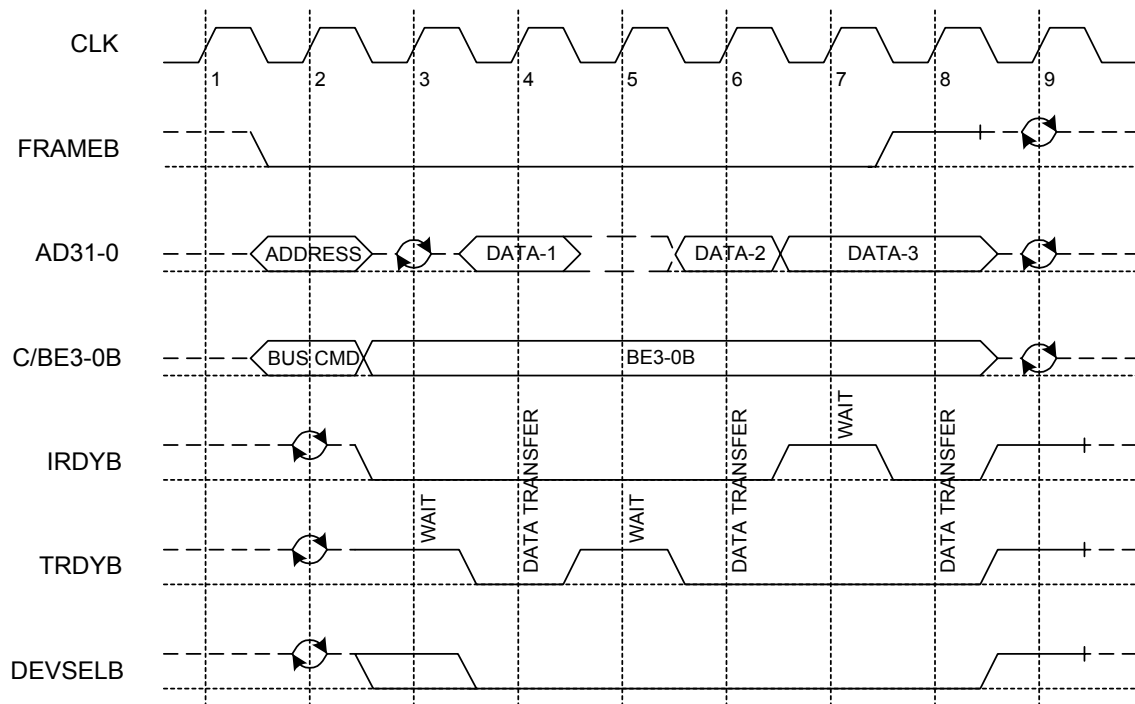 CLK
1 2 3 4 5 6 7 8 9
FRAMEB
AD31-0
ADDRESS DATA-1 DATA-2 DATA-3
C/BE3-0B
BUS CMD BE3-0B
IRDYB
DATA TRANSFER
DATA TRANSFER
WAIT
DATA TRANSFER
TRDYB
WAIT
WAIT
DEVSELB